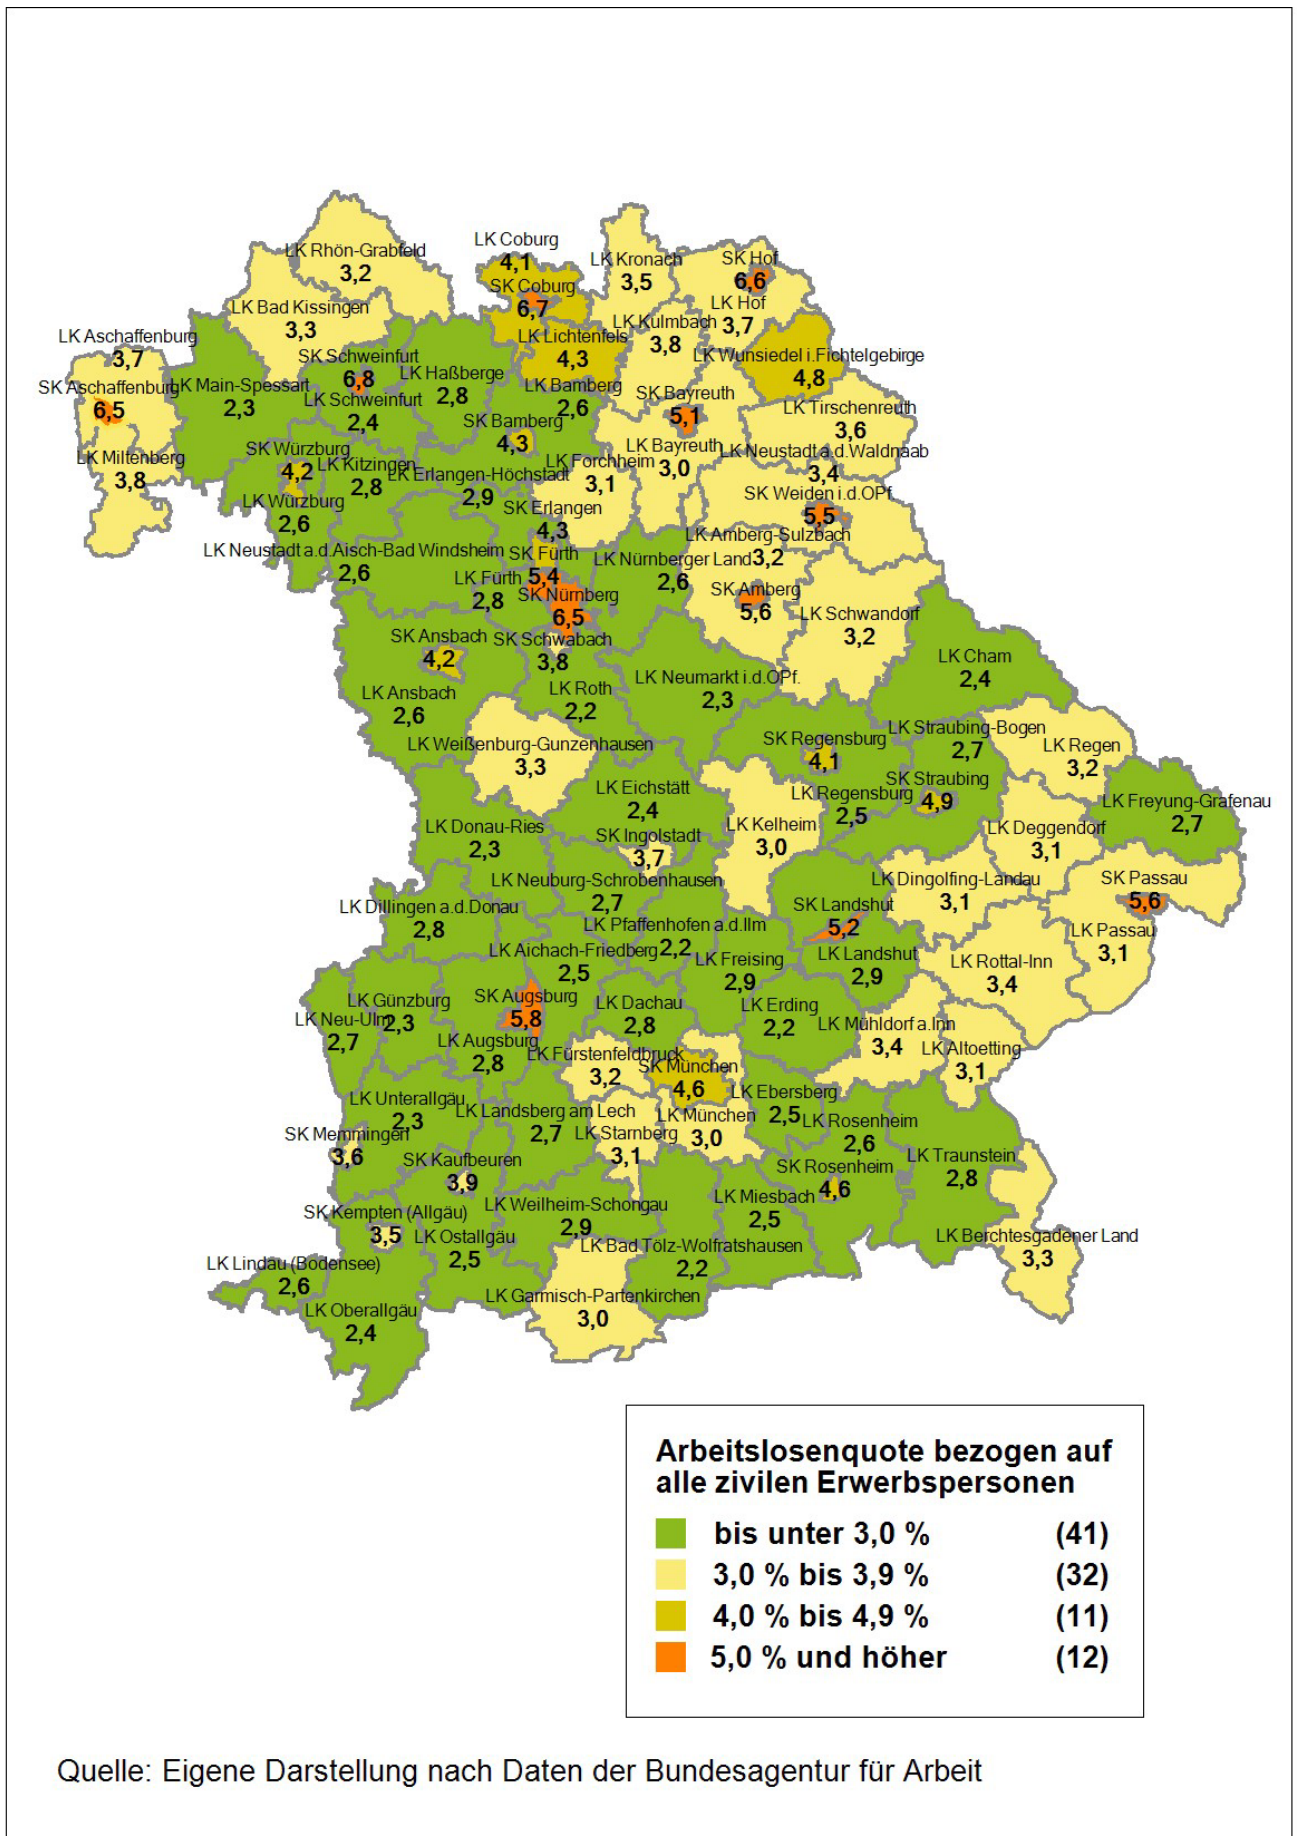 LK Rhön-Grabfeld
3,2
LK Coburg
4,1
SK Coburg
6,7
LK Kronach
3,5
SK Hof
6,6
LK Hof
3,7
LK Bad Kissingen
3,3
LK Kulmbach
3,8
LK Aschaffenburg
3,7
SK Schweinfurt
6,8
LK Lichtenfels
4,3
LK Wunsiedel i.Fichtelgebirge
4,8
SK Aschaffenburg
6,5
LK Main-Spessart
2,3
LK Haßberge
2,8
LK Schweinfurt
2,4
LK Bamberg
2,6
SK Bayreuth
5,1
LK Tirschenreuth
3,6
SK Bamberg
4,3
LK Miltenberg
3,8
SK Würzburg
4,2
LK Kitzingen
2,8
LK Erlangen-Höchstadt
2,9
LK Forchheim
3,1
LK Bayreuth
3,0
LK Neustadt a.d.Waldnaab
3,4
LK Würzburg
2,6
SK Erlangen
4,3
SK Weiden i.d.OPf.
5,5
LK Neustadt a.d.Aisch-Bad Windsheim
2,6
SK Fürth
5,4
LK Nürnberger Land
2,6
LK Amberg-Sulzbach
3,2
LK Fürth
2,8
SK Nürnberg
6,5
SK Amberg
5,6
LK Schwandorf
3,2
SK Ansbach
4,2
SK Schwabach
3,8
LK Cham
2,4
LK Ansbach
2,6
LK Roth
2,2
LK Neumarkt i.d.OPf.
2,3
LK Weißenburg-Gunzenhausen
3,3
SK Regensburg
4,1
LK Straubing-Bogen
2,7
LK Regen
3,2
LK Eichstätt
2,4
LK Regensburg
2,5
SK Straubing
4,9
LK Freyung-Grafenau
2,7
LK Donau-Ries
2,3
SK Ingolstadt
3,7
LK Kelheim
3,0
LK Deggendorf
3,1
LK Neuburg-Schrobenhausen
2,7
LK Dingolfing-Landau
3,1
SK Passau
5,6
LK Dillingen a.d.Donau
2,8
LK Pfaffenhofen a.d.Ilm
2,2
SK Landshut
5,2
LK Passau
3,1
LK Aichach-Friedberg
2,5
LK Freising
2,9
LK Landshut
2,9
LK Rottal-Inn
3,4
LK Günzburg
2,3
SK Augsburg
5,8
LK Dachau
2,8
LK Erding
2,2
LK Neu-Ulm
2,7
LK Augsburg
2,8
LK Mühldorf a.Inn
3,4
LK Altoetting
3,1
LK Fürstenfeldbruck
3,2
SK München
4,6
LK Unterallgäu
2,3
LK Landsberg am Lech
2,7
LK München
3,0
LK Ebersberg
2,5
LK Rosenheim
2,6
SK Memmingen
3,6
LK Starnberg
3,1
SK Kaufbeuren
3,9
SK Rosenheim
4,6
LK Traunstein
2,8
SK Kempten (Allgäu)
3,5
LK Weilheim-Schongau
2,9
LK Miesbach
2,5
LK Ostallgäu
2,5
LK Bad Tölz-Wolfratshausen
2,2
LK Berchtesgadener Land
3,3
LK Lindau (Bodensee)
2,6
LK Oberallgäu
2,4
LK Garmisch-Partenkirchen
3,0
Arbeitslosenquote bezogen auf
alle zivilen Erwerbspersonen
bis unter 3,0 % (41)
3,0 % bis 3,9 % (32)
4,0 % bis 4,9 % (11)
5,0 % und höher (12)
Quelle: Eigene Darstellung nach Daten der Bundesagentur für Arbeit